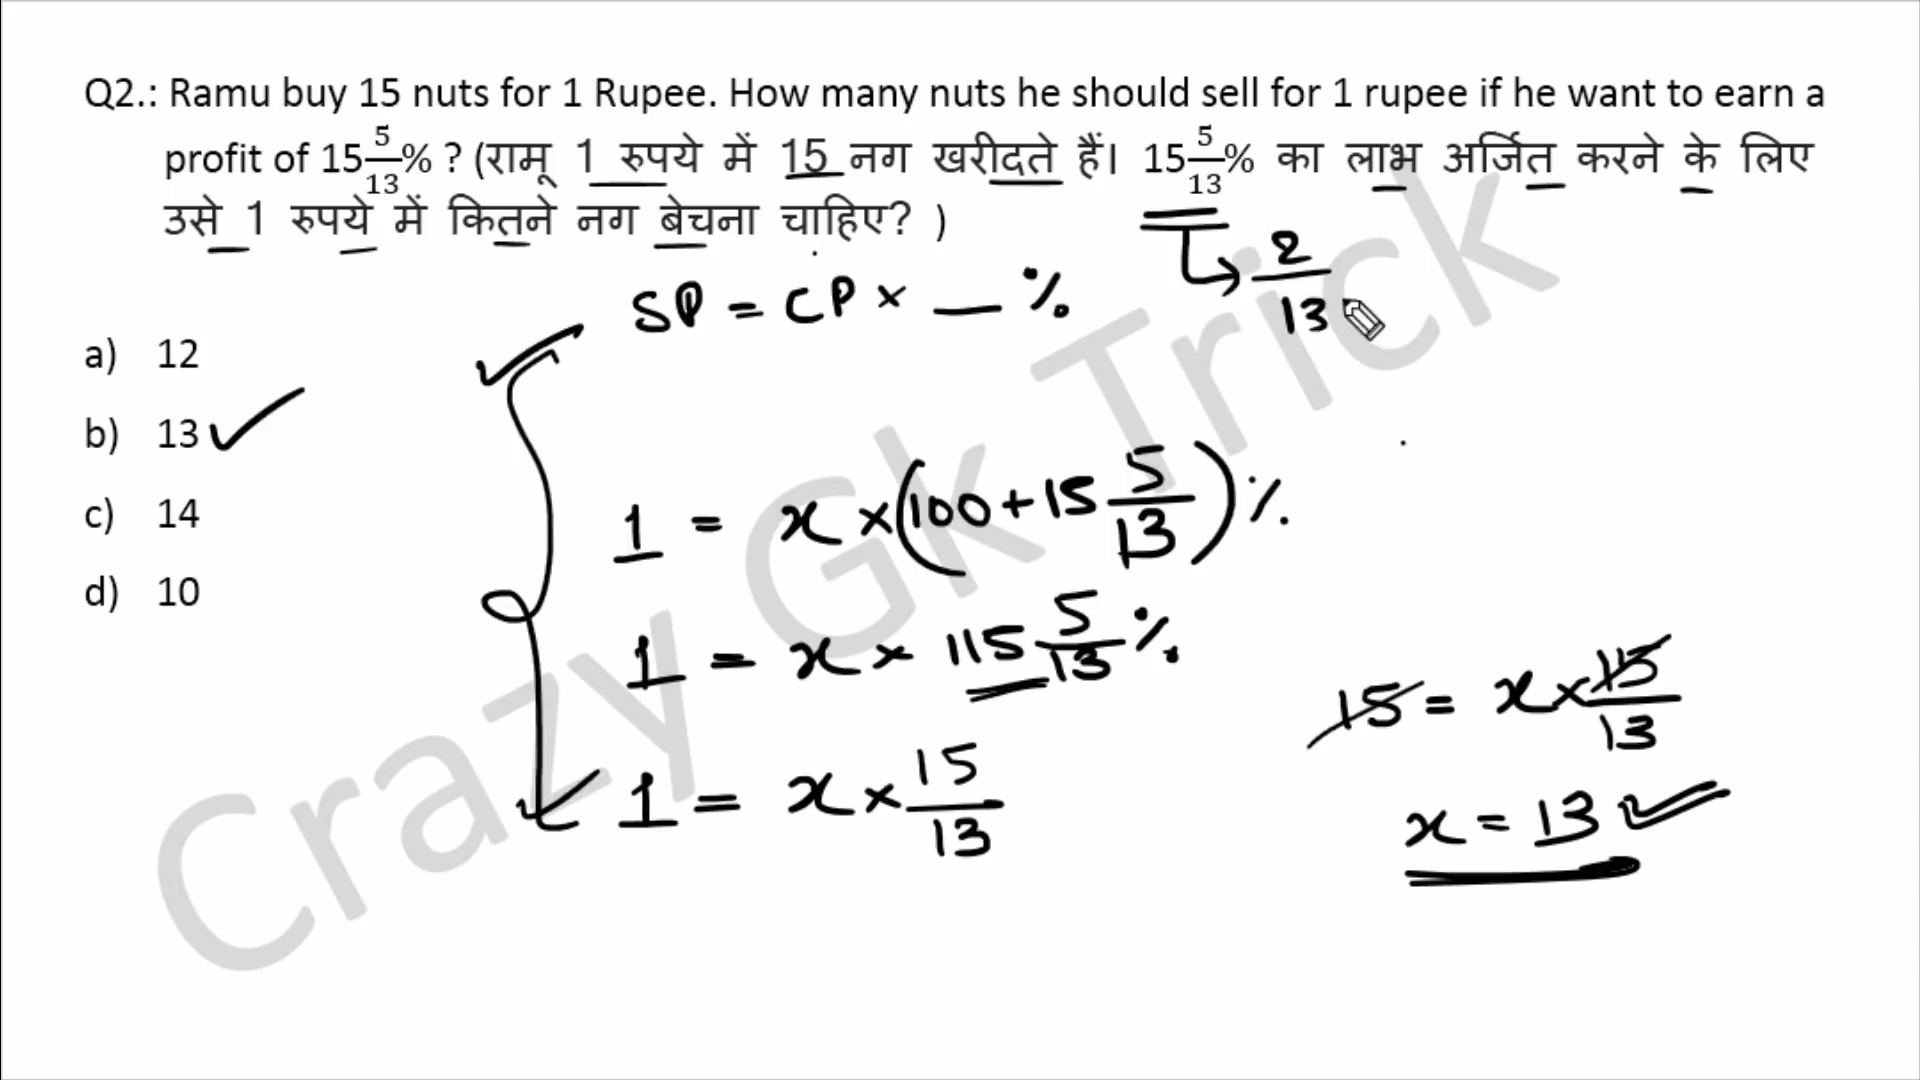 Q2.: Ramu buy 15 nuts for 1 Rupee. How many nuts he should sell for 1 rupee if he want to earn a
profit of 15 5/13% ? (रामू 1 रुपये में 15 नग खरीदते हैं। 15 5/13% का लाभ अर्जित करने के लिए
उसे 1 रुपये में कितने नग बेचना चाहिए? )
SP = CP × __ %
2/13
a) 12
b) 13
c) 14
d) 10
1 = x × (100 + 15 5/13) %
1 = x × 115 5/13 %
1 = x × 15/13
15 = x × 15/13
x = 13
Crazy Gk Trick